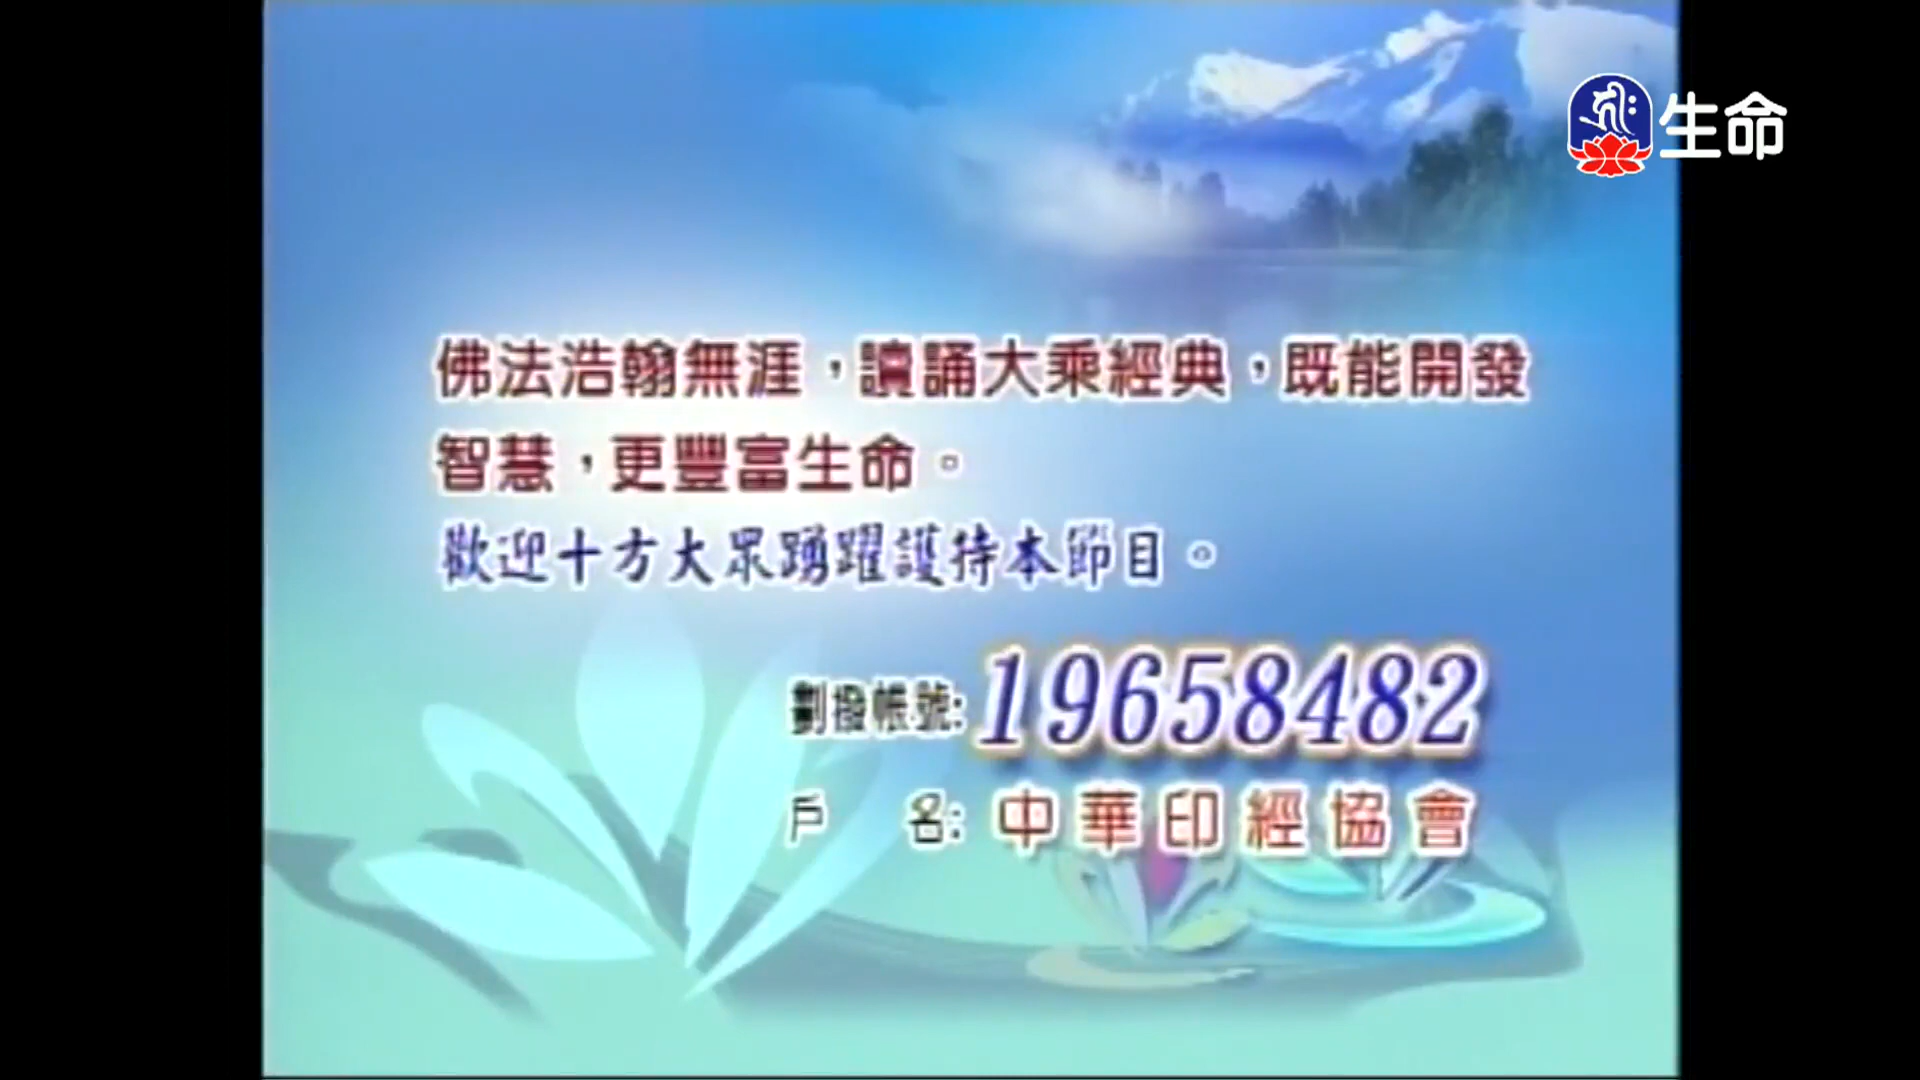 生命
佛法浩翰無涯，讀誦大乘經典，既能開發
智慧，更豐富生命。
歡迎十方大眾踴躍護持本節目。
劃撥帳號: 19658482
戶　名: 中華印經協會